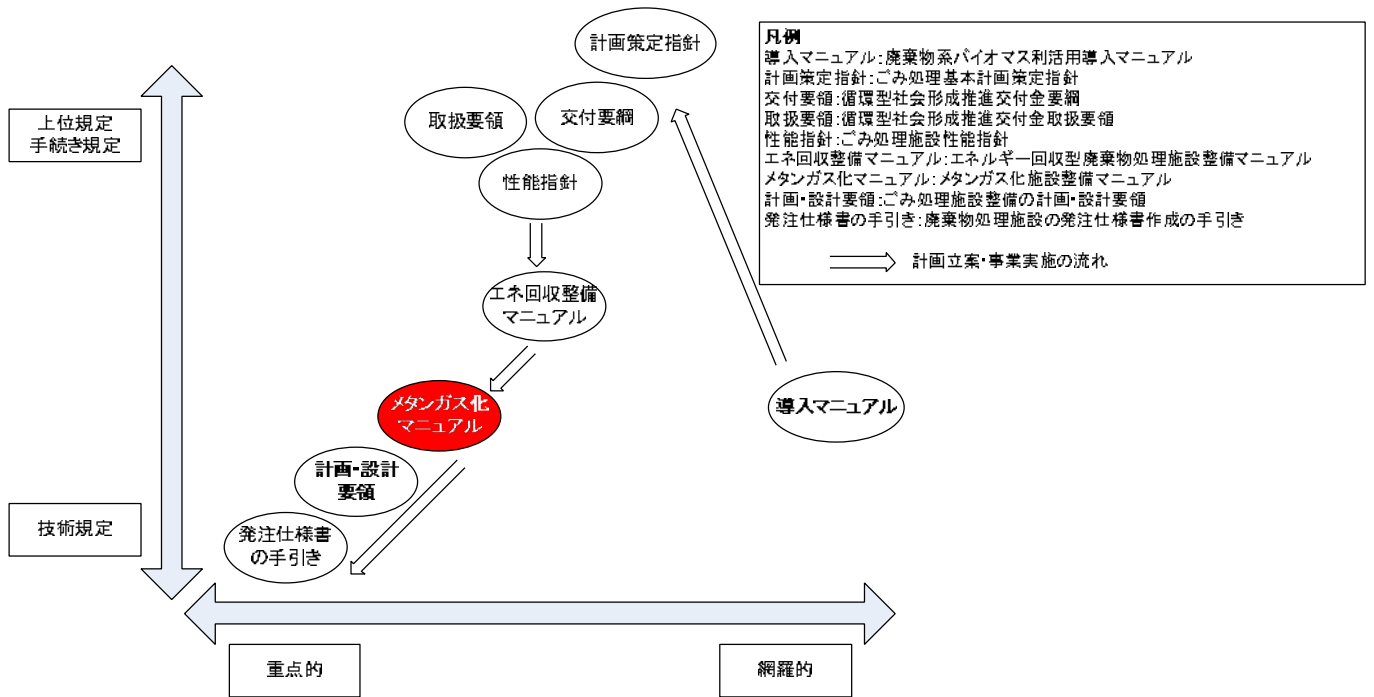 計画策定指針
取扱要領
交付要綱
性能指針
上位規定
手続き規定
エネ回収整備
マニュアル
メタンガス化
マニュアル
導入マニュアル
計画・設計
要領
技術規定
発注仕様書
の手引き
重点的
網羅的
凡例
導入マニュアル:廃棄物系バイオマス利活用導入マニュアル
計画策定指針:ごみ処理基本計画策定指針
交付要領:循環型社会形成推進交付金要綱
取扱要領:循環型社会形成推進交付金取扱要領
性能指針:ごみ処理施設性能指針
エネ回収整備マニュアル:エネルギー回収型廃棄物処理施設整備マニュアル
メタンガス化マニュアル:メタンガス化施設整備マニュアル
計画・設計要領:ごみ処理施設整備の計画・設計要領
発注仕様書の手引き:廃棄物処理施設の発注仕様書作成の手引き
計画立案・事業実施の流れ